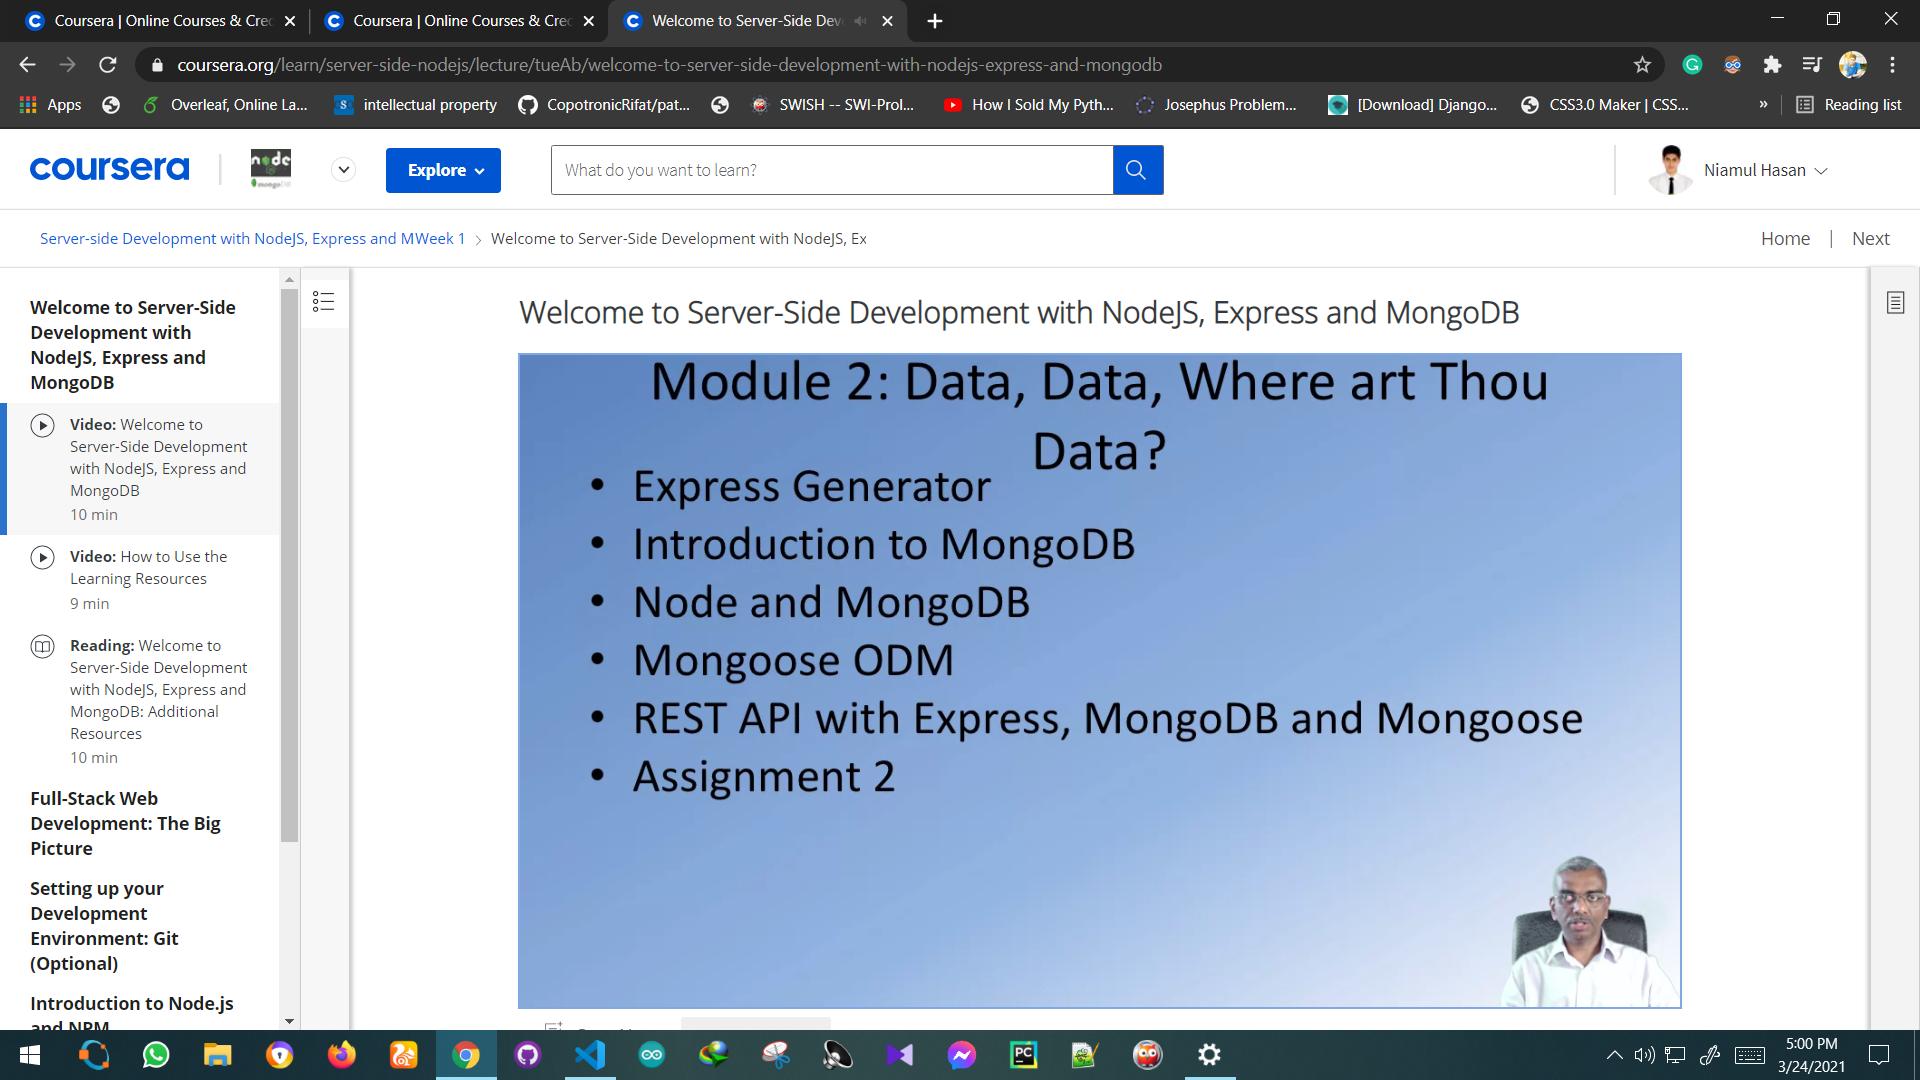 Coursera | Online Courses & Cre
Coursera | Online Courses & Cre
Welcome to Server-Side Dev
coursera.org/learn/server-side-nodejs/lecture/tueAb/welcome-to-server-side-development-with-nodejs-express-and-mongodb
Apps
Overleaf, Online La...
intellectual property
CopotronicRifat/pat...
SWISH -- SWI-Prol...
How I Sold My Pyth...
Josephus Problem...
[Download] Django...
CSS3.0 Maker | CSS...
»
Reading list
coursera
node
mongoDB
Explore
What do you want to learn?
Niamul Hasan
Server-side Development with NodeJS, Express and MWeek 1 > Welcome to Server-Side Development with NodeJS, Ex
Home | Next
Welcome to Server-Side
Development with
NodeJS, Express and
MongoDB
Video: Welcome to
Server-Side Development
with NodeJS, Express and
MongoDB
10 min
Video: How to Use the
Learning Resources
9 min
Reading: Welcome to
Server-Side Development
with NodeJS, Express and
MongoDB: Additional
Resources
10 min
Full-Stack Web
Development: The Big
Picture
Setting up your
Development
Environment: Git
(Optional)
Introduction to Node.js
and NPM
Welcome to Server-Side Development with NodeJS, Express and MongoDB
Module 2: Data, Data, Where art Thou
Data?
• Express Generator
• Introduction to MongoDB
• Node and MongoDB
• Mongoose ODM
• REST API with Express, MongoDB and Mongoose
• Assignment 2
PC
5:00 PM
3/24/2021